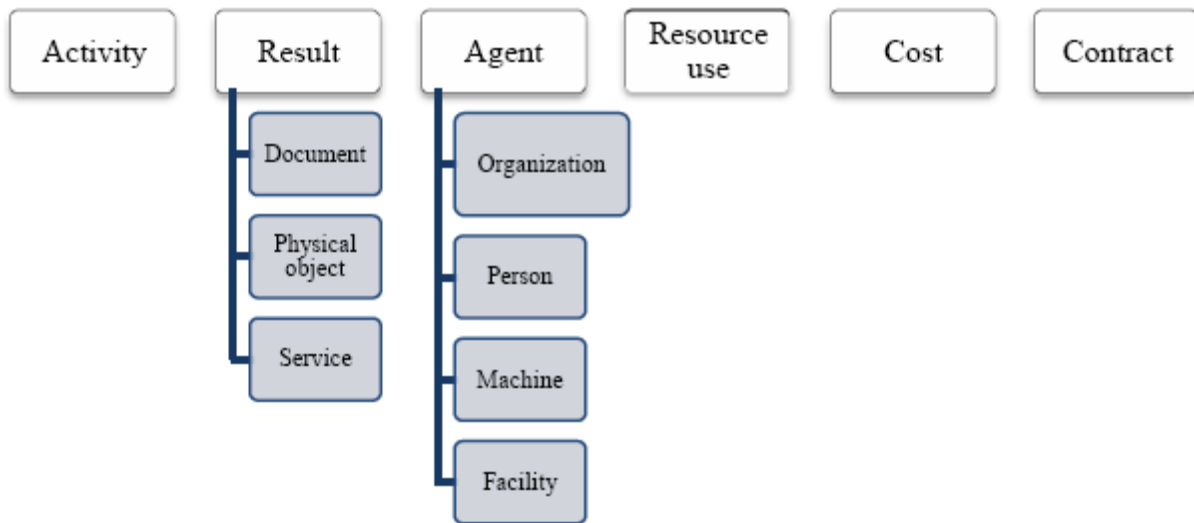 Activity
Result
Agent
Resource
use
Cost
Contract
Document
Physical
object
Service
Organization
Person
Machine
Facility